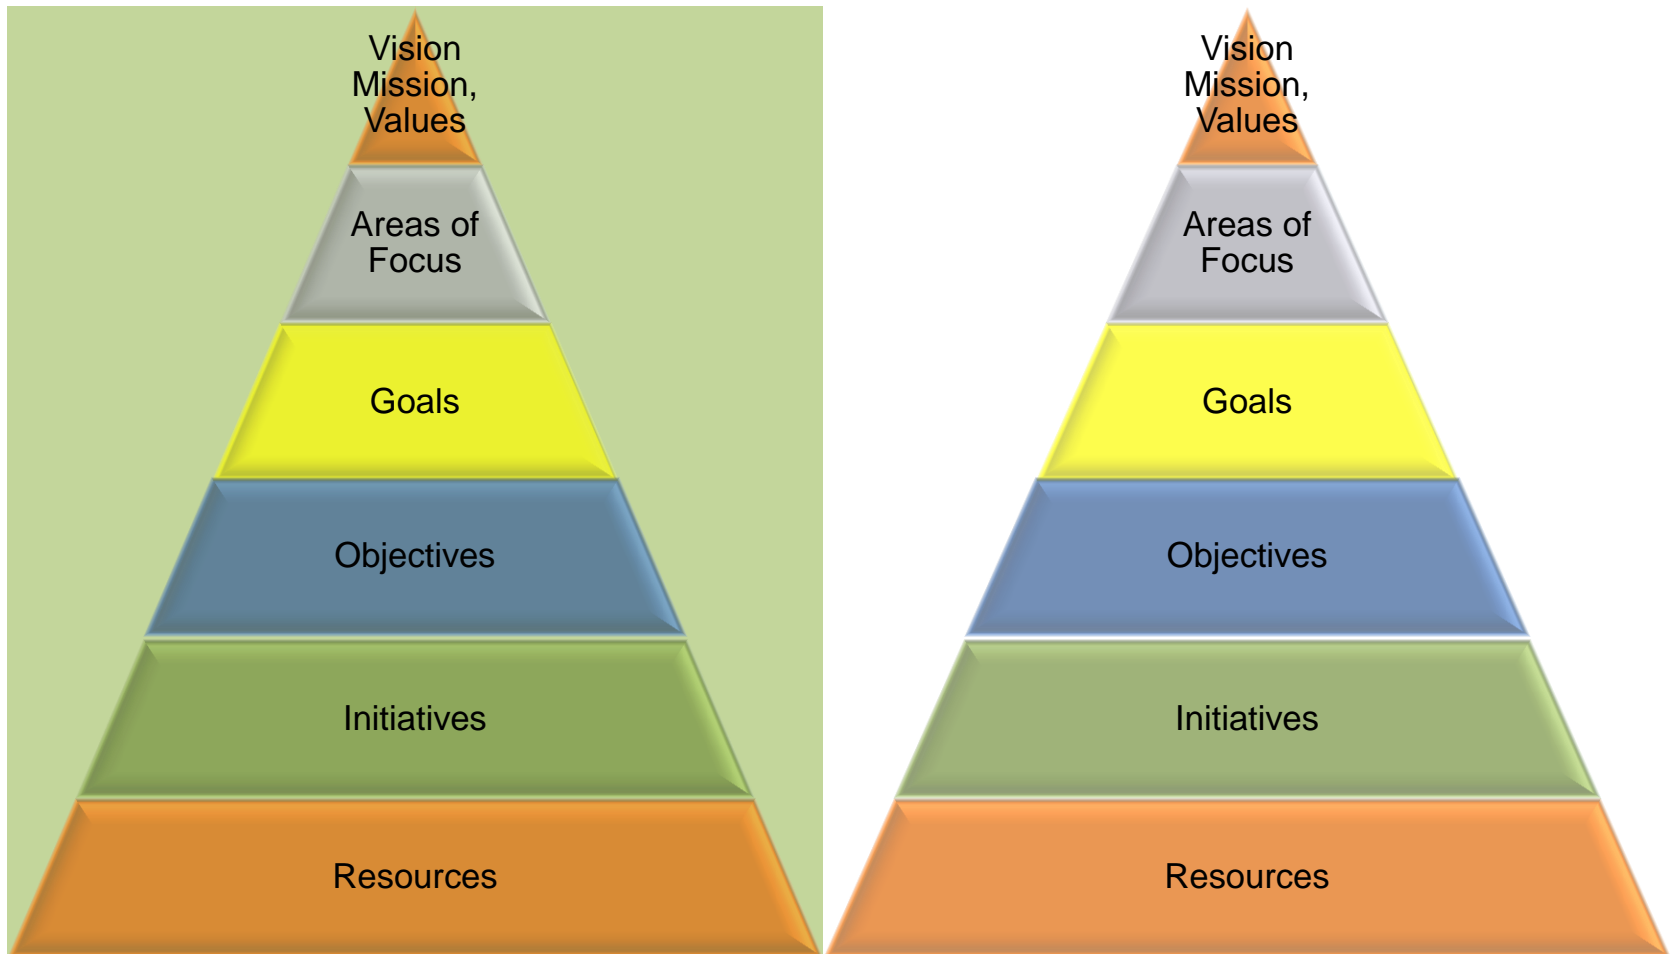 Vision
Mission,
Values
Areas of
Focus
Goals
Objectives
Initiatives
Resources
Vision
Mission,
Values
Areas of
Focus
Goals
Objectives
Initiatives
Resources